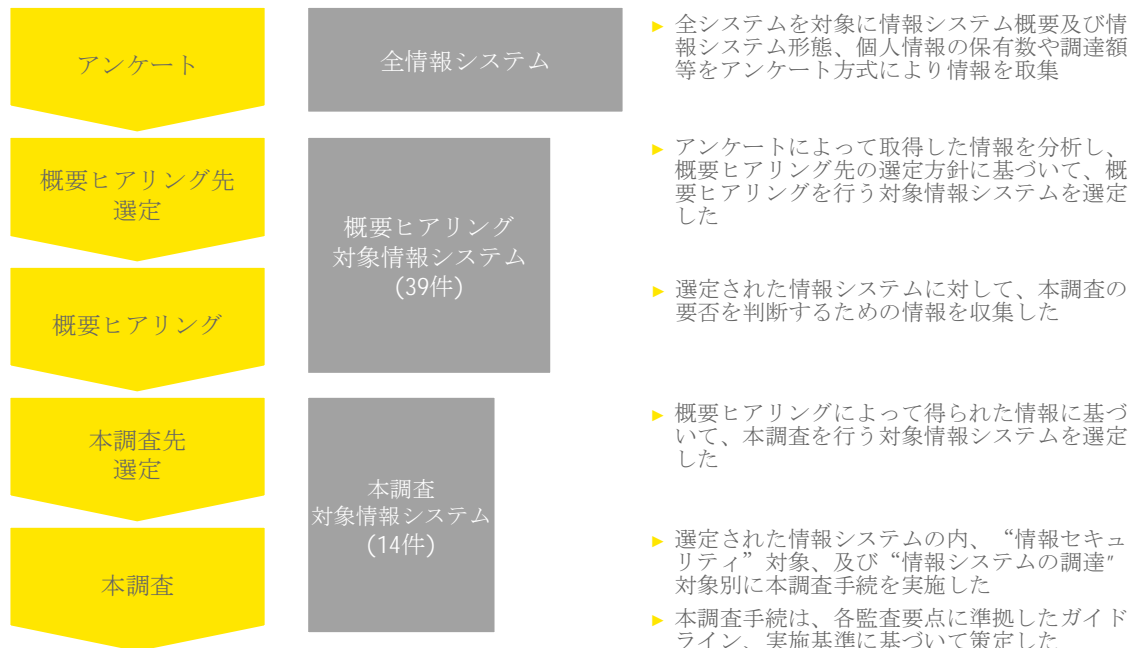 アンケート
全情報システム
► 全システムを対象に情報システム概要及び情
報システム形態、個人情報の保有数や調達額
等をアンケート方式により情報を取集
概要ヒアリング先
選定
概要ヒアリング
対象情報システム
(39件)
► アンケートによって取得した情報を分析し、
概要ヒアリング先の選定方針に基づいて、概
要ヒアリングを行う対象情報システムを選定
した
概要ヒアリング
► 選定された情報システムに対して、本調査の
要否を判断するための情報を収集した
本調査先
選定
本調査
対象情報システム
(14件)
► 概要ヒアリングによって得られた情報に基づ
いて、本調査を行う対象情報システムを選定
した
本調査
► 選定された情報システムの内、“情報セキュ
リティ”対象、及び“情報システムの調達”
対象別に本調査手続を実施した
► 本調査手続は、各監査要点に準拠したガイド
ライン、実施基準に基づいて策定した